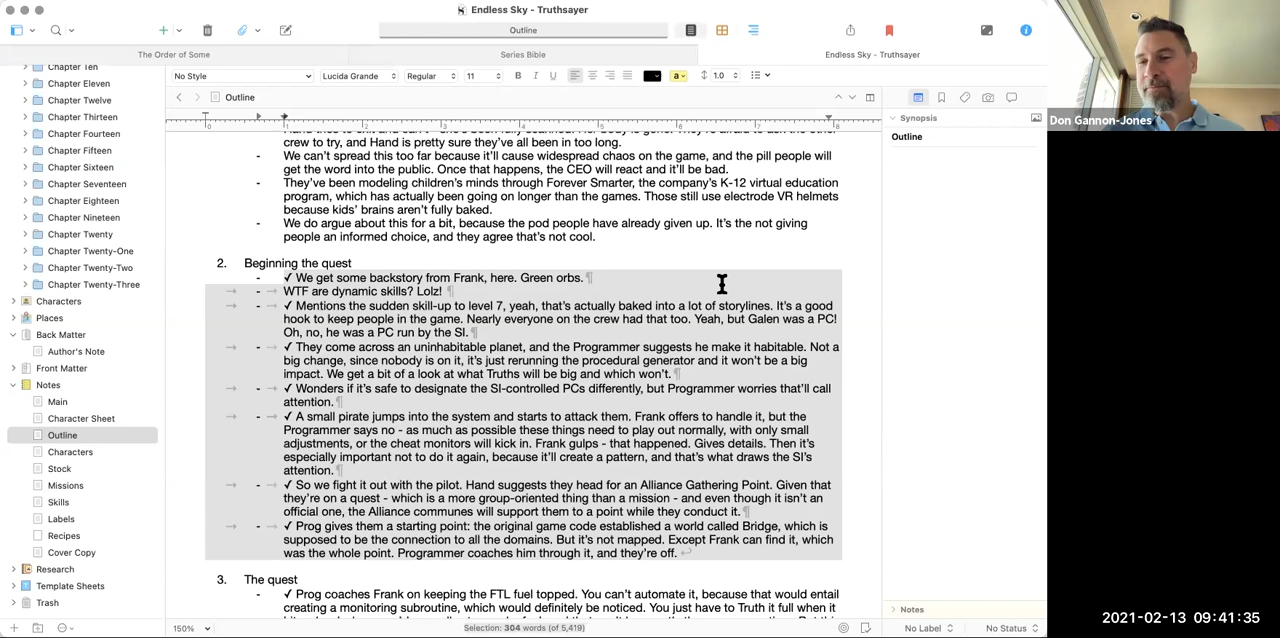 Endless Sky - Truthsayer
Outline
The Order of Some
Series Bible
Endless Sky - Truthsayer
No Style
Lucida Grande
Regular
11
B
I
U
a
1.0
Outline
0
1
2
3
4
5
6
7
8
Chapter Ten
Chapter Eleven
Chapter Twelve
Chapter Thirteen
Chapter Fourteen
Chapter Fifteen
Chapter Sixteen
Chapter Seventeen
Chapter Eighteen
Chapter Nineteen
Chapter Twenty
Chapter Twenty-One
Chapter Twenty-Two
Chapter Twenty-Three
Characters
Places
Back Matter
Author's Note
Front Matter
Notes
Main
Character Sheet
Outline
Characters
Stock
Missions
Skills
Labels
Recipes
Cover Copy
Research
Template Sheets
Trash
crew to try, and Hand is pretty sure they've all been in too long.
- We can't spread this too far because it'll cause widespread chaos on the game, and the pill people will
get the word into the public. Once that happens, the CEO will react and it'll be bad.
- They've been modeling children's minds through Forever Smarter, the company's K-12 virtual education
program, which has actually been going on longer than the games. Those still use electrode VR helmets
because kids' brains aren't fully baked.
- We do argue about this for a bit, because the pod people have already given up. It's the not giving
people an informed choice, and they agree that's not cool.
2. Beginning the quest
- ✓ We get some backstory from Frank, here. Green orbs. ¶
→ - → WTF are dynamic skills? Lolz! ¶
→ - → ✓ Mentions the sudden skill-up to level 7, yeah, that's actually baked into a lot of storylines. It's a good
hook to keep people in the game. Nearly everyone on the crew had that too. Yeah, but Galen was a PC!
Oh, no, he was a PC run by the SI. ¶
→ - → ✓ They come across an uninhabitable planet, and the Programmer suggests he make it habitable. Not a
big change, since nobody is on it, it's just rerunning the procedural generator and it won't be a big
impact. We get a bit of a look at what Truths will be big and which won't. ¶
→ - → ✓ Wonders if it's safe to designate the SI-controlled PCs differently, but Programmer worries that'll call
attention. ¶
→ - → ✓ A small pirate jumps into the system and starts to attack them. Frank offers to handle it, but the
Programmer says no - as much as possible these things need to play out normally, with only small
adjustments, or the cheat monitors will kick in. Frank gulps - that happened. Gives details. Then it's
especially important not to do it again, because it'll create a pattern, and that's what draws the SI's
attention. ¶
→ - → ✓ So we fight it out with the pilot. Hand suggests they head for an Alliance Gathering Point. Given that
they're on a quest - which is a more group-oriented thing than a mission - and even though it isn't an
official one, the Alliance communes will support them to a point while they conduct it. ¶
→ - → ✓ Prog gives them a starting point: the original game code established a world called Bridge, which is
supposed to be the connection to all the domains. But it's not mapped. Except Frank can find it, which
was the whole point. Programmer coaches him through it, and they're off.
3. The quest
- ✓ Prog coaches Frank on keeping the FTL fuel topped. You can't automate it, because that would entail
creating a monitoring subroutine, which would definitely be noticed. You just have to Truth it full when it
150%
Selection: 304 words (of 5,419)
Synopsis
Outline
Notes
No Label
No Status
Don Gannon-Jones
2021-02-13 09:41:35